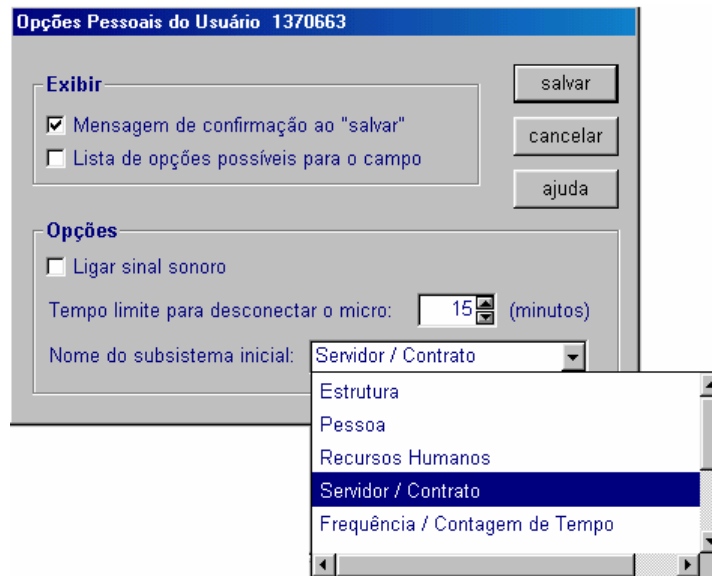 Opções Pessoais do Usuário 1370663
Exibir
salvar
Mensagem de confirmação ao "salvar"
cancelar
Lista de opções possíveis para o campo
ajuda
Opções
Ligar sinal sonoro
Tempo limite para desconectar o micro: 15 (minutos)
Nome do subsistema inicial: Servidor / Contrato
Estrutura
Pessoa
Recursos Humanos
Servidor / Contrato
Frequência / Contagem de Tempo